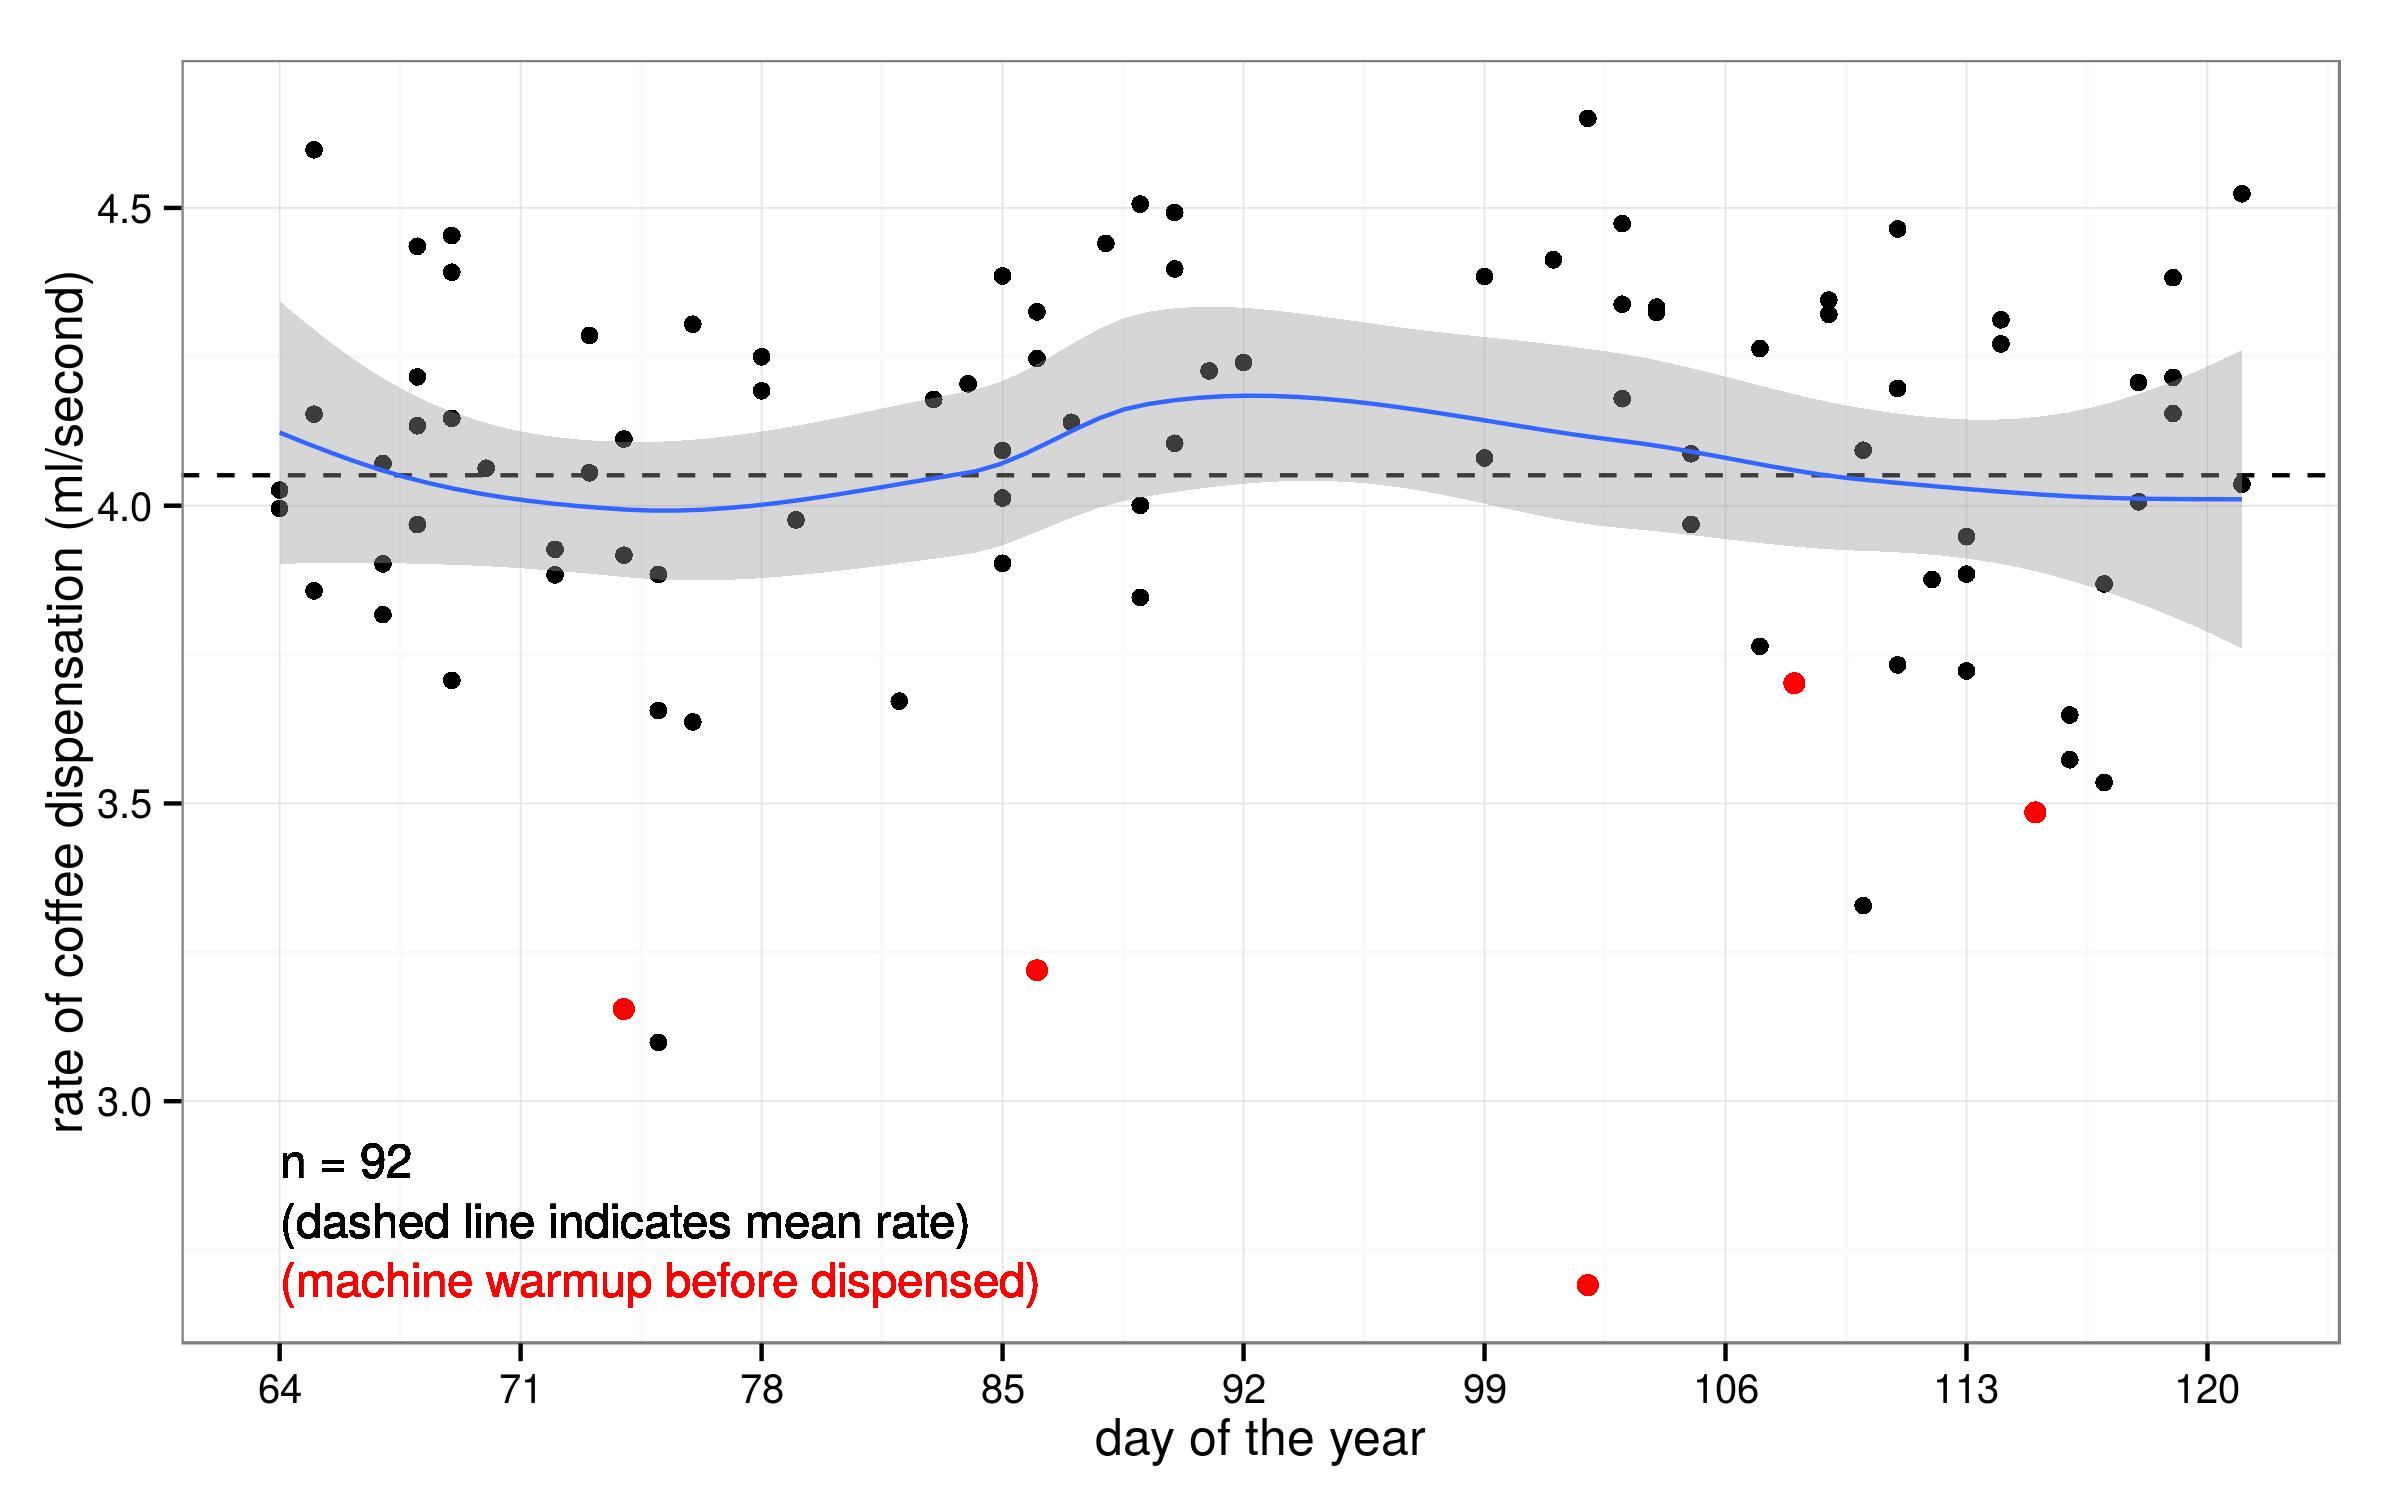 rate of coffee dispensation (ml/second)
4.5
4.0
3.5
3.0
n = 92
(dashed line indicates mean rate)
(machine warmup before dispensed)
64 71 78 85 92 99 106 113 120
day of the year